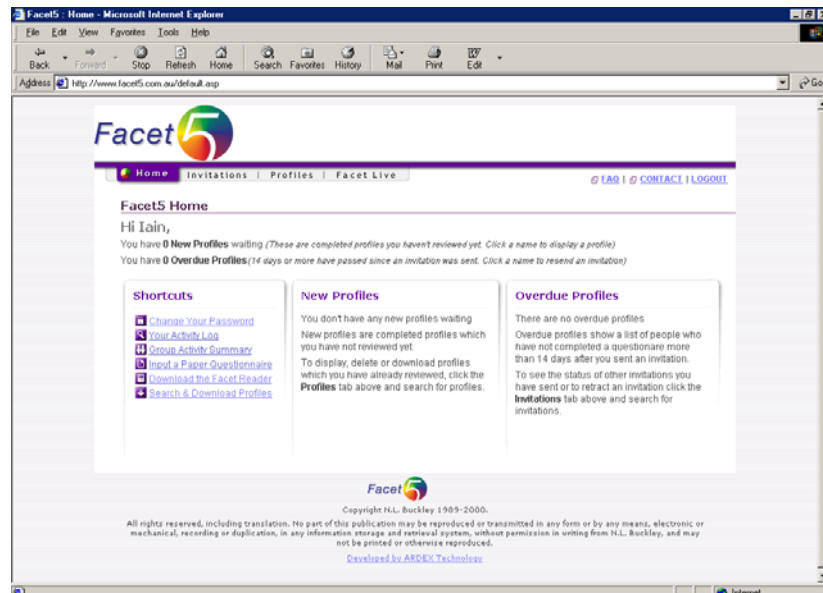 Facet5 : Home - Microsoft Internet Explorer
File Edit View Favorites Tools Help
Back Forward Stop Refresh Home Search Favorites History Mail Print Edit
Address http://www.facet5.com.au/default.asp Go
Facet5
Home Invitations | Profiles | Facet Live
FAQ | CONTACT | LOGOUT
Facet5 Home
Hi Iain,
You have 0 New Profiles waiting (These are completed profiles you haven't reviewed yet. Click a name to display a profile)
You have 0 Overdue Profiles (14 days or more have passed since an invitation was sent. Click a name to resend an invitation)
Shortcuts
Change Your Password
Your Activity Log
Group Activity Summary
Input a Paper Questionnaire
Download the Facet Reader
Search & Download Profiles
New Profiles
You don't have any new profiles waiting
New profiles are completed profiles which
you have not reviewed yet.
To display, delete or download profiles
which you have already reviewed, click the
Profiles tab above and search for profiles.
Overdue Profiles
There are no overdue profiles
Overdue profiles show a list of people who
have not completed a questionare more
than 14 days after you sent an invitation.
To see the status of other invitations you
have sent or to retract an invitation click the
Invitations tab above and search for
invitations.
Facet5
Copyright N.L. Buckley 1989-2000.
All rights reserved, including translation. No part of this publication may be reproduced or transmitted in any form or by any means, electronic or
mechanical, recording or duplication, in any information storage and retrieval system, without permission in writing from N.L. Buckley, and may
not be printed or otherwise reproduced.
Developed by ARDEX Technology
Internet